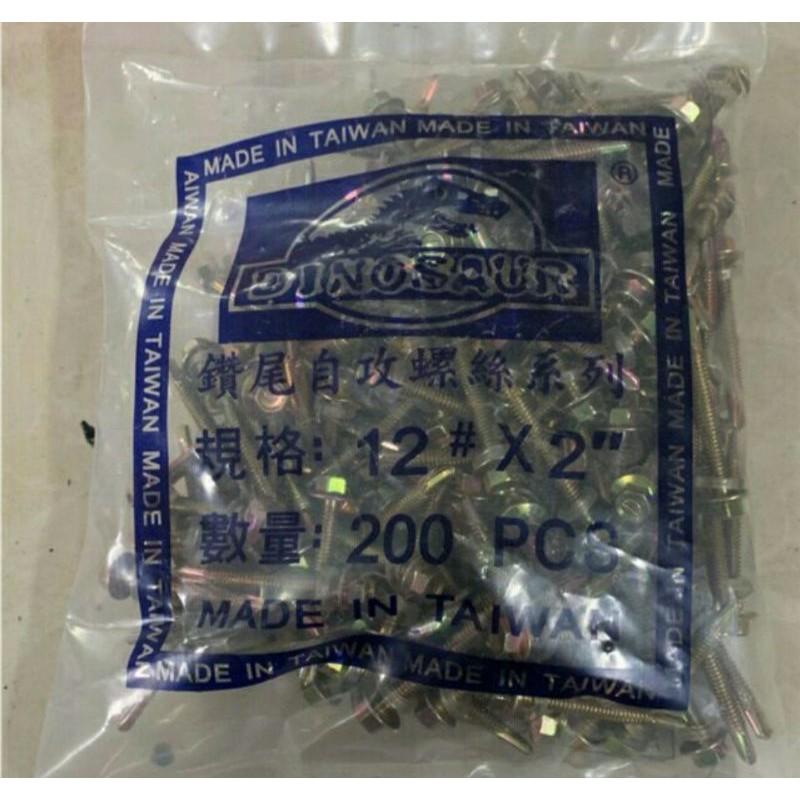 MADE IN TAIWAN MADE IN TAIWAN MADE
DINOSAUR
®
鑽尾自攻螺絲系列
規格: 12 # X 2"
數量: 200 PCS
MADE IN TAIWAN
AIWAN MADE IN TAIWAN MADE IN TAIWAN
MADE IN TAIWAN MADE IN TAIWAN
MADE IN TAIWAN MADE IN TAIWAN